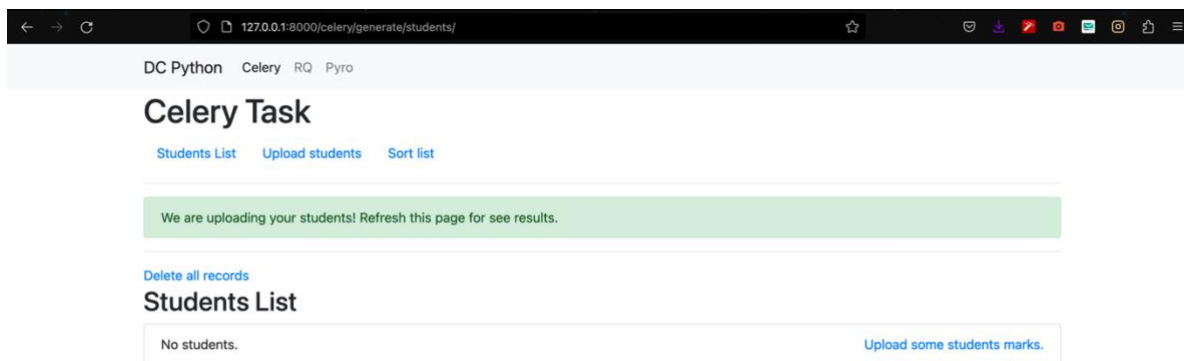 127.0.0.1:8000/celery/generate/students/
DC Python Celery RQ Pyro
Celery Task
Students List Upload students Sort list
We are uploading your students! Refresh this page for see results.
Delete all records
Students List
No students. Upload some students marks.